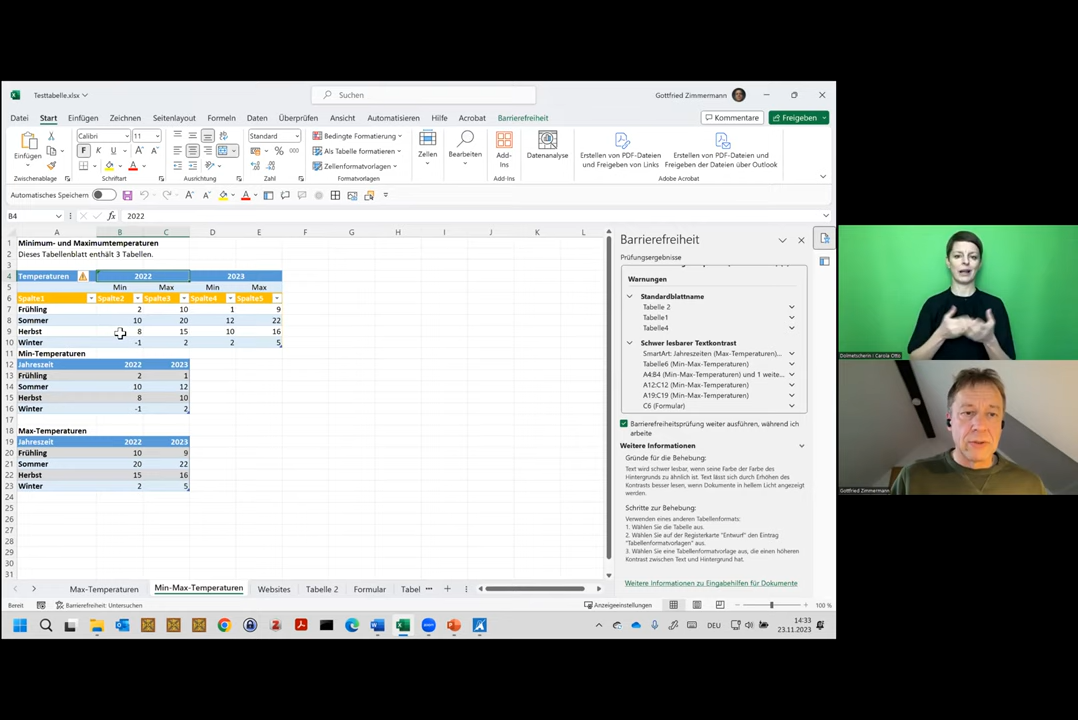 Testtabelle.xlsx
Suchen
Gottfried Zimmermann
Datei Start Einfügen Zeichnen Seitenlayout Formeln Daten Überprüfen Ansicht Automatisieren Hilfe Acrobat Barrierefreiheit
Kommentare Freigeben
Einfügen
Calibri 11
F K U
Standard
Bedingte Formatierung
Als Tabelle formatieren
Zellenformatvorlagen
Zellen
Bearbeiten
Add-Ins
Datenanalyse
Erstellen von PDF-Dateien und Freigeben von Links
Erstellen von PDF-Dateien und Freigeben der Dateien über Outlook
Zwischenablage Schriftart Ausrichtung Zahl Formatvorlagen Add-Ins Adobe Acrobat
Automatisches Speichern
B4 fx 2022
A B C D E F G H I J K L
1 Minimum- und Maximumtemperaturen
2 Dieses Tabellenblatt enthält 3 Tabellen.
3
4 Temperaturen 2022 2023
5 Min Max Min Max
6 Spalte1 Spalte2 Spalte3 Spalte4 Spalte5
7 Frühling 2 10 1 9
8 Sommer 10 20 12 22
9 Herbst 8 15 10 16
10 Winter -1 2 2 5
11 Min-Temperaturen
12 Jahreszeit 2022 2023
13 Frühling 2 1
14 Sommer 10 12
15 Herbst 8 10
16 Winter -1 2
17
18 Max-Temperaturen
19 Jahreszeit 2022 2023
20 Frühling 10 9
21 Sommer 20 22
22 Herbst 15 16
23 Winter 2 5
24
25
26
27
28
29
30
31
Max-Temperaturen Min-Max-Temperaturen Websites Tabelle 2 Formular Tabel
Bereit Barrierefreiheit: Untersuchen Anzeigeeinstellungen 100 %
Barrierefreiheit
Prüfungsergebnisse
Warnungen
Standardblattname
Tabelle 2
Tabelle1
Tabelle4
Schwer lesbarer Textkontrast
SmartArt: Jahreszeiten (Max-Temperaturen)...
Tabelle6 (Min-Max-Temperaturen)
A4:B4 (Min-Max-Temperaturen) und 1 weite...
A12:C12 (Min-Max-Temperaturen)
A19:C19 (Min-Max-Temperaturen)
C6 (Formular)
Barrierefreiheitsprüfung weiter ausführen, während ich
arbeite
Weitere Informationen
Gründe für die Behebung:
Text wird schwer lesbar, wenn seine Farbe der Farbe des
Hintergrunds zu ähnlich ist. Text lässt sich durch Erhöhen des
Kontrasts besser lesen, wenn Dokumente in hellem Licht angezeigt
werden.
Schritte zur Behebung:
Verwenden eines anderen Tabellenformats:
1. Wählen Sie die Tabelle aus.
2. Wählen Sie auf der Registerkarte "Entwurf" den Eintrag
"Tabellenformatvorlagen" aus.
3. Wählen Sie eine Tabellenformatvorlage aus, die einen höheren
Kontrast zwischen Text und Hintergrund hat.
Weitere Informationen zu Eingabehilfen für Dokumente
DEU
14:33
23.11.2023
Dolmetscherin / Carola Otto
Gottfried Zimmermann